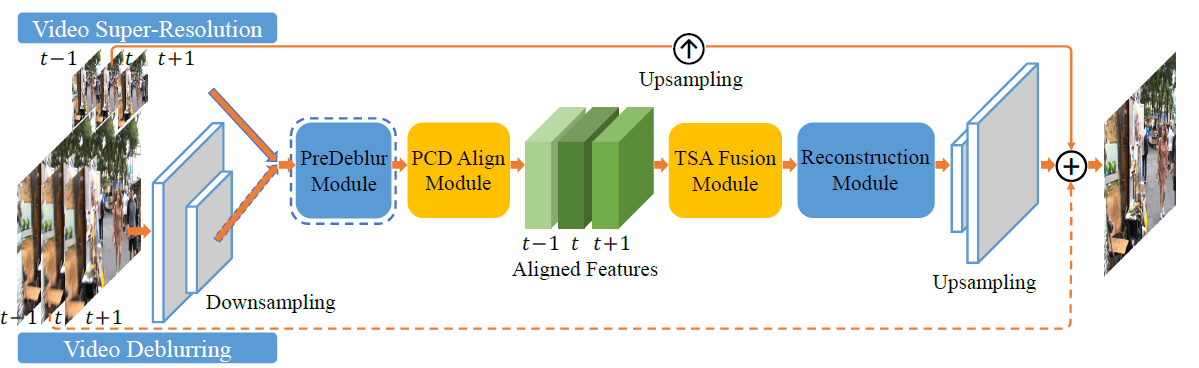 Video Super-Resolution
t−1 t t+1
Upsampling
PreDeblur
Module
PCD Align
Module
t−1 t t+1
Aligned Features
TSA Fusion
Module
Reconstruction
Module
Upsampling
+
Downsampling
t−1 t t+1
Video Deblurring